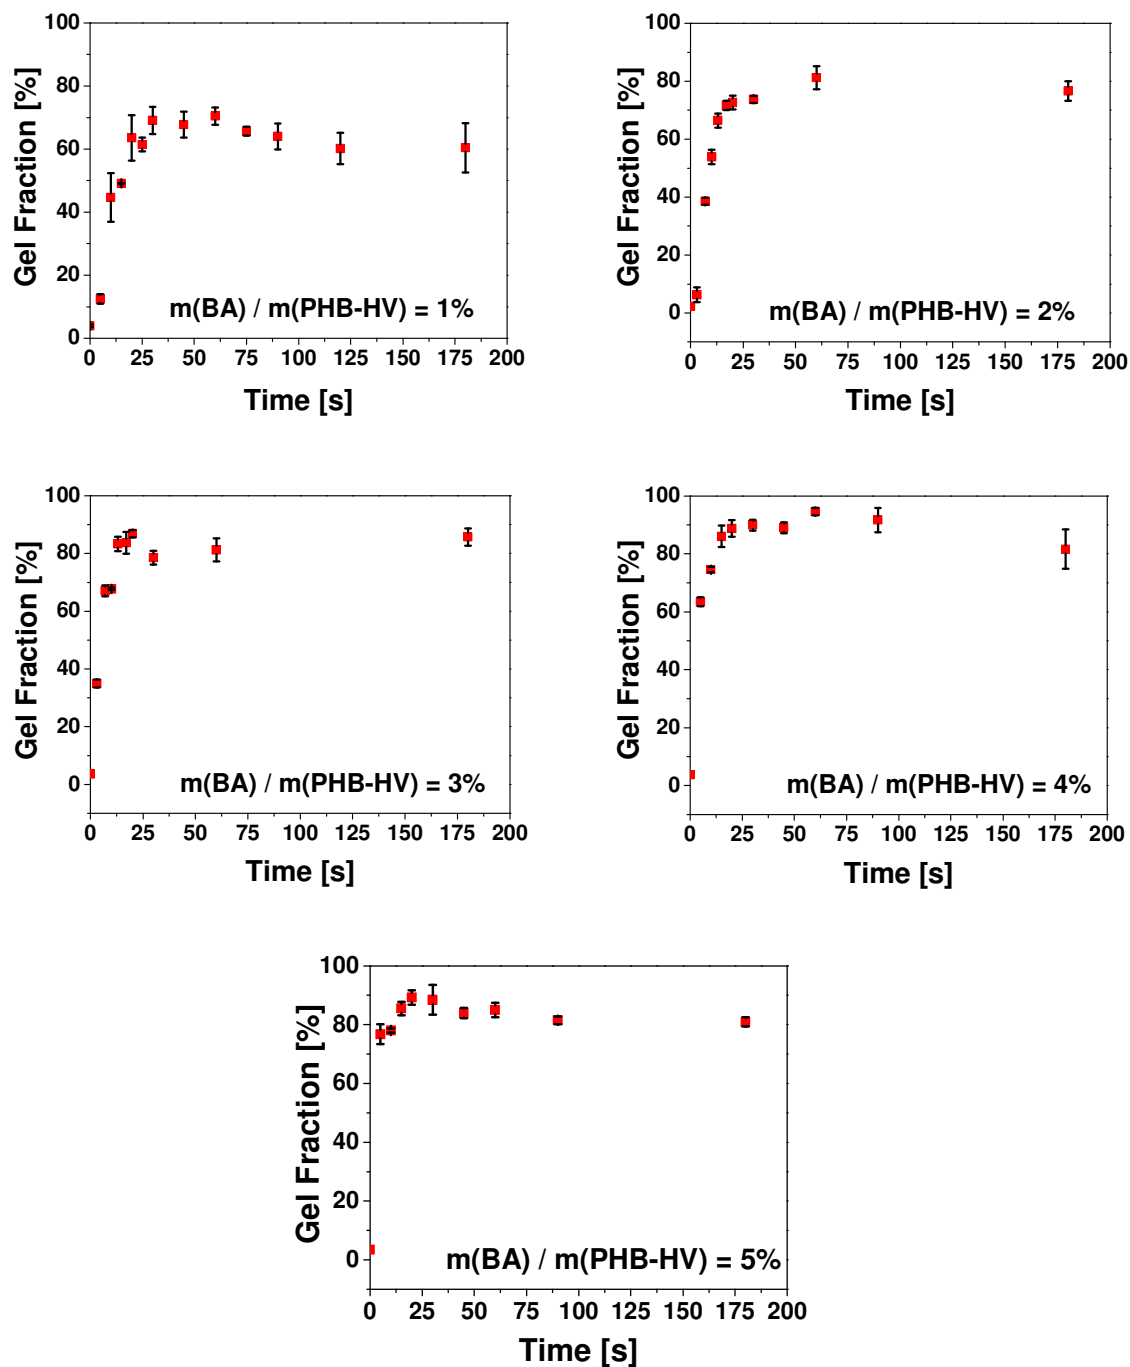 100
80
60
40
20
0
Gel Fraction [%]
m(BA) / m(PHB-HV) = 1%
0 25 50 75 100 125 150 175 200
Time [s]
100
80
60
40
20
0
Gel Fraction [%]
m(BA) / m(PHB-HV) = 2%
0 25 50 75 100 125 150 175 200
Time [s]
100
80
60
40
20
0
Gel Fraction [%]
m(BA) / m(PHB-HV) = 3%
0 25 50 75 100 125 150 175 200
Time [s]
100
80
60
40
20
0
Gel Fraction [%]
m(BA) / m(PHB-HV) = 4%
0 25 50 75 100 125 150 175 200
Time [s]
100
80
60
40
20
0
Gel Fraction [%]
m(BA) / m(PHB-HV) = 5%
0 25 50 75 100 125 150 175 200
Time [s]